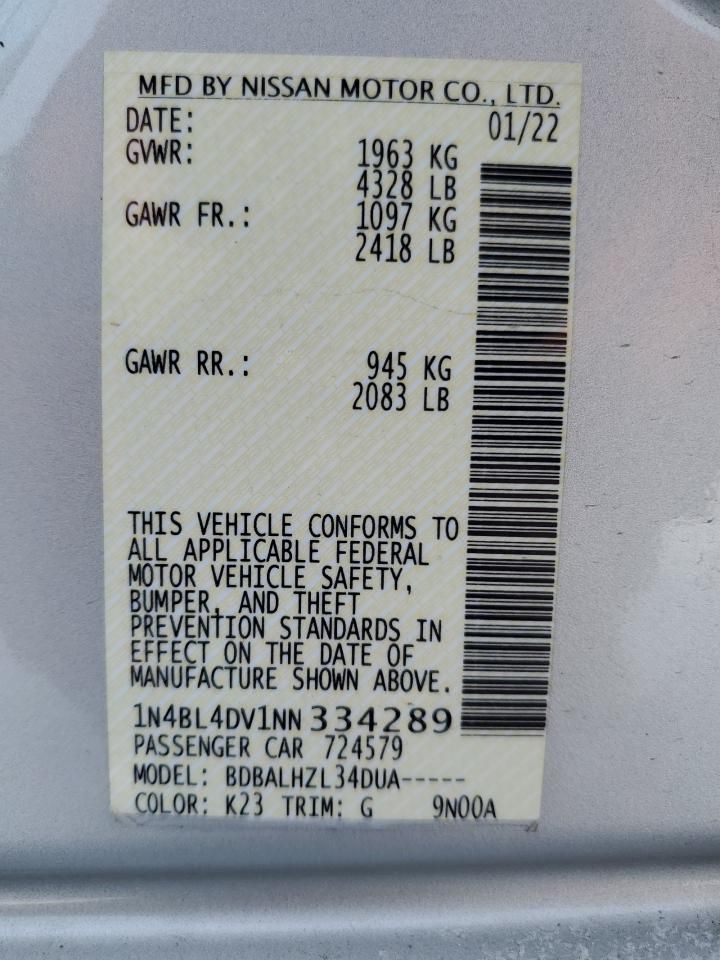 MFD BY NISSAN MOTOR CO., LTD.
DATE: 01/22
GVWR: 1963 KG
4328 LB
GAWR FR.: 1097 KG
2418 LB
GAWR RR.: 945 KG
2083 LB
THIS VEHICLE CONFORMS TO
ALL APPLICABLE FEDERAL
MOTOR VEHICLE SAFETY,
BUMPER, AND THEFT
PREVENTION STANDARDS IN
EFFECT ON THE DATE OF
MANUFACTURE SHOWN ABOVE.
1N4BL4DV1NN334289
PASSENGER CAR 724579
MODEL: BDBALHZL34DUA-----
COLOR: K23 TRIM: G 9N00A